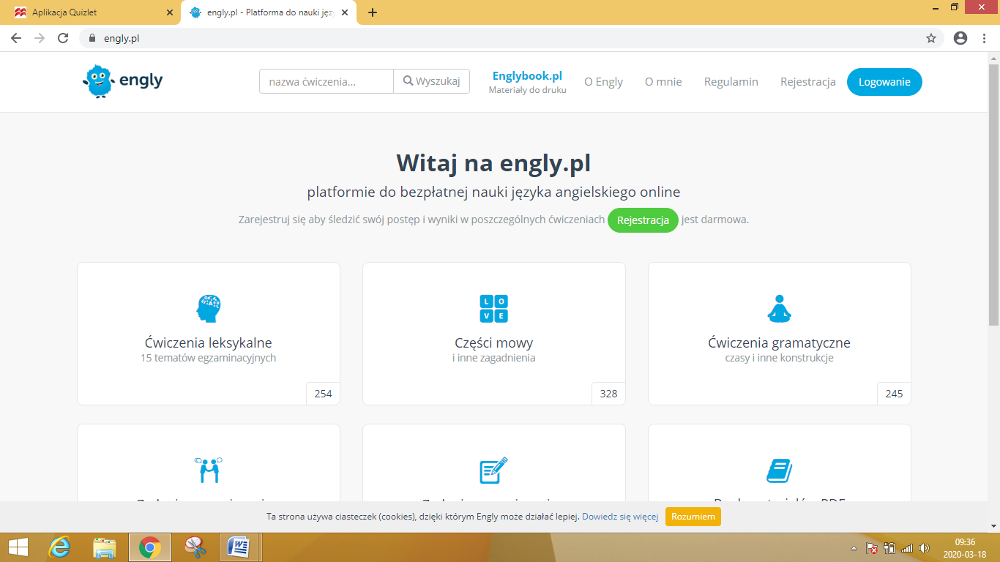 Aplikacja Quizlet
engly.pl - Platforma do nauki języ
engly.pl
engly
nazwa ćwiczenia...
Wyszukaj
Englybook.pl
Materiały do druku
O Engly
O mnie
Regulamin
Rejestracja
Logowanie
Witaj na engly.pl
platformie do bezpłatnej nauki języka angielskiego online
Zarejestruj się aby śledzić swój postęp i wyniki w poszczególnych ćwiczeniach Rejestracja jest darmowa.
LOVE
Ćwiczenia leksykalne
15 tematów egzaminacyjnych
254
Części mowy
i inne zagadnienia
328
Ćwiczenia gramatyczne
czasy i inne konstrukcje
245
Ta strona używa ciasteczek (cookies), dzięki którym Engly może działać lepiej. Dowiedz się więcej
Rozumiem
09:36
2020-03-18